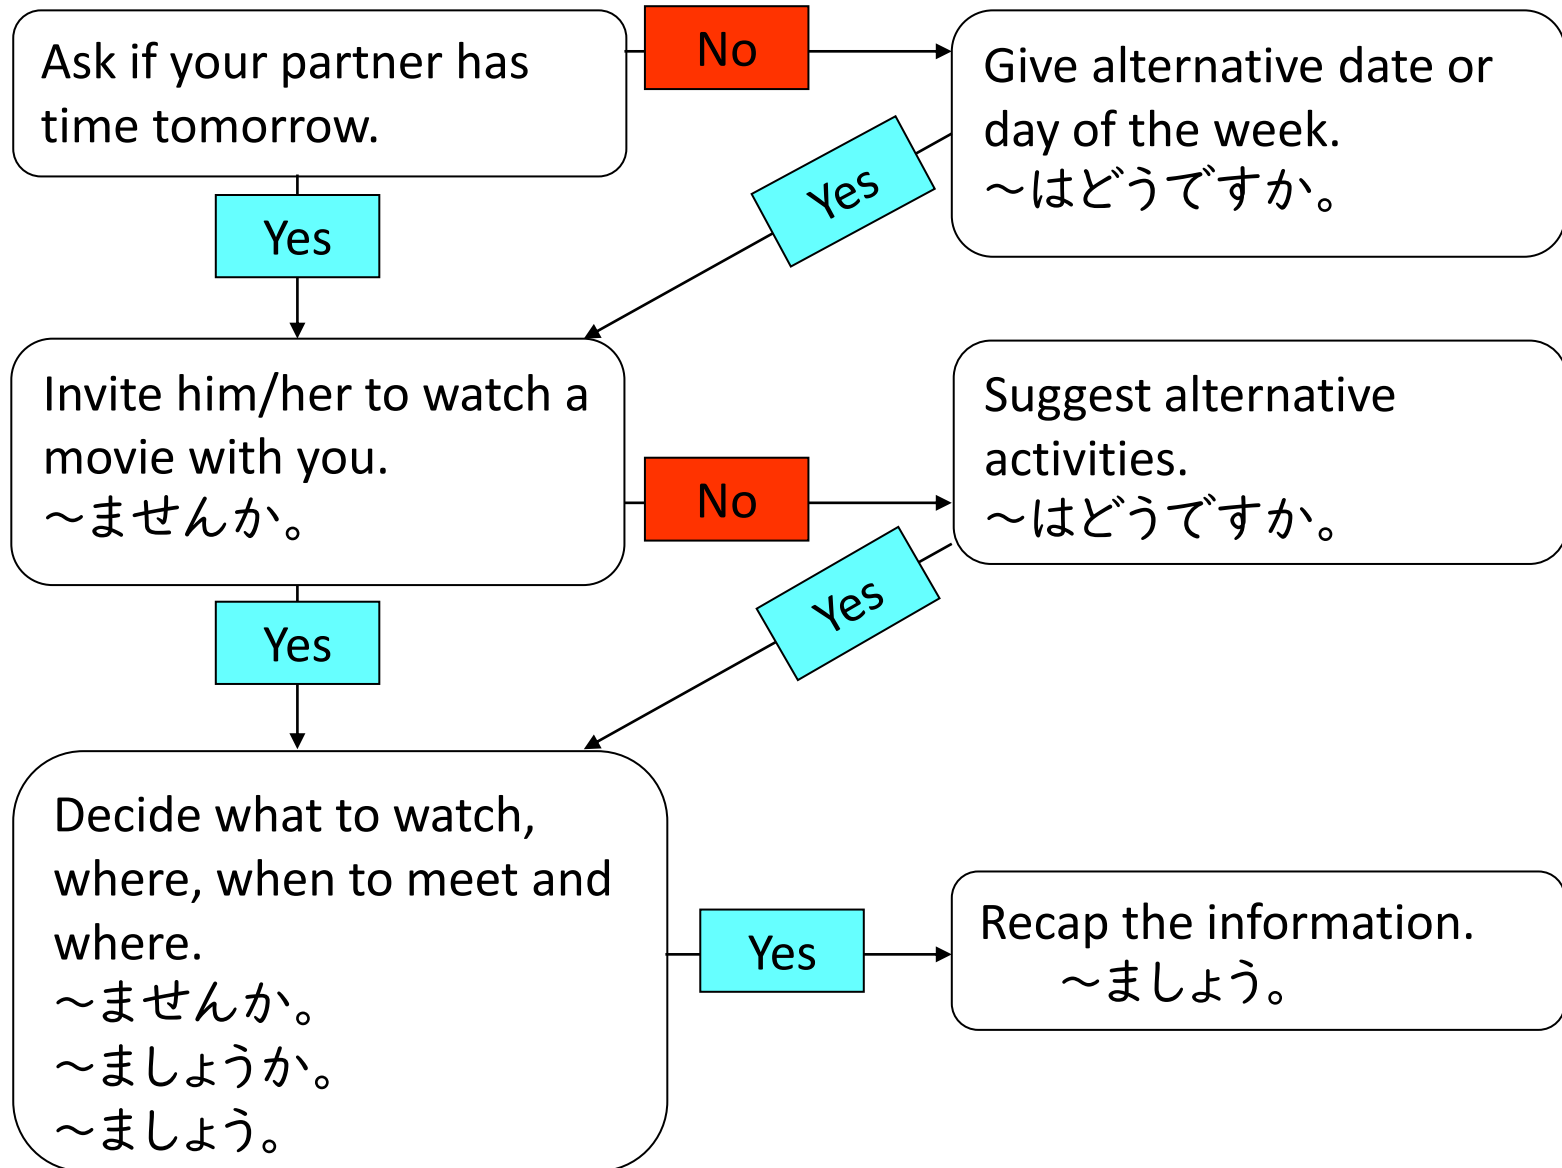 Ask if your partner has
time tomorrow.
No
Give alternative date or
day of the week.
～はどうですか。
Yes
Yes
Invite him/her to watch a
movie with you.
～ませんか。
No
Suggest alternative
activities.
～はどうですか。
Yes
Yes
Decide what to watch,
where, when to meet and
where.
～ませんか。
～ましょうか。
～ましょう。
Yes
Recap the information.
～ましょう。